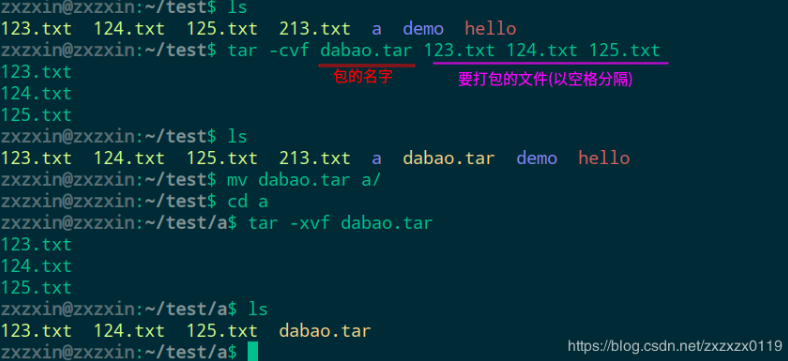 zxzxin@zxzxin:~/test$ ls
123.txt 124.txt 125.txt 213.txt a demo hello
zxzxin@zxzxin:~/test$ tar -cvf dabao.tar 123.txt 124.txt 125.txt
包的名字 要打包的文件(以空格分隔)
123.txt
124.txt
125.txt
zxzxin@zxzxin:~/test$ ls
123.txt 124.txt 125.txt 213.txt a dabao.tar demo hello
zxzxin@zxzxin:~/test$ mv dabao.tar a/
zxzxin@zxzxin:~/test$ cd a
zxzxin@zxzxin:~/test/a$ tar -xvf dabao.tar
123.txt
124.txt
125.txt
zxzxin@zxzxin:~/test/a$ ls
123.txt 124.txt 125.txt dabao.tar
zxzxin@zxzxin:~/test/a$
https://blog.csdn.net/zxzxzx0119